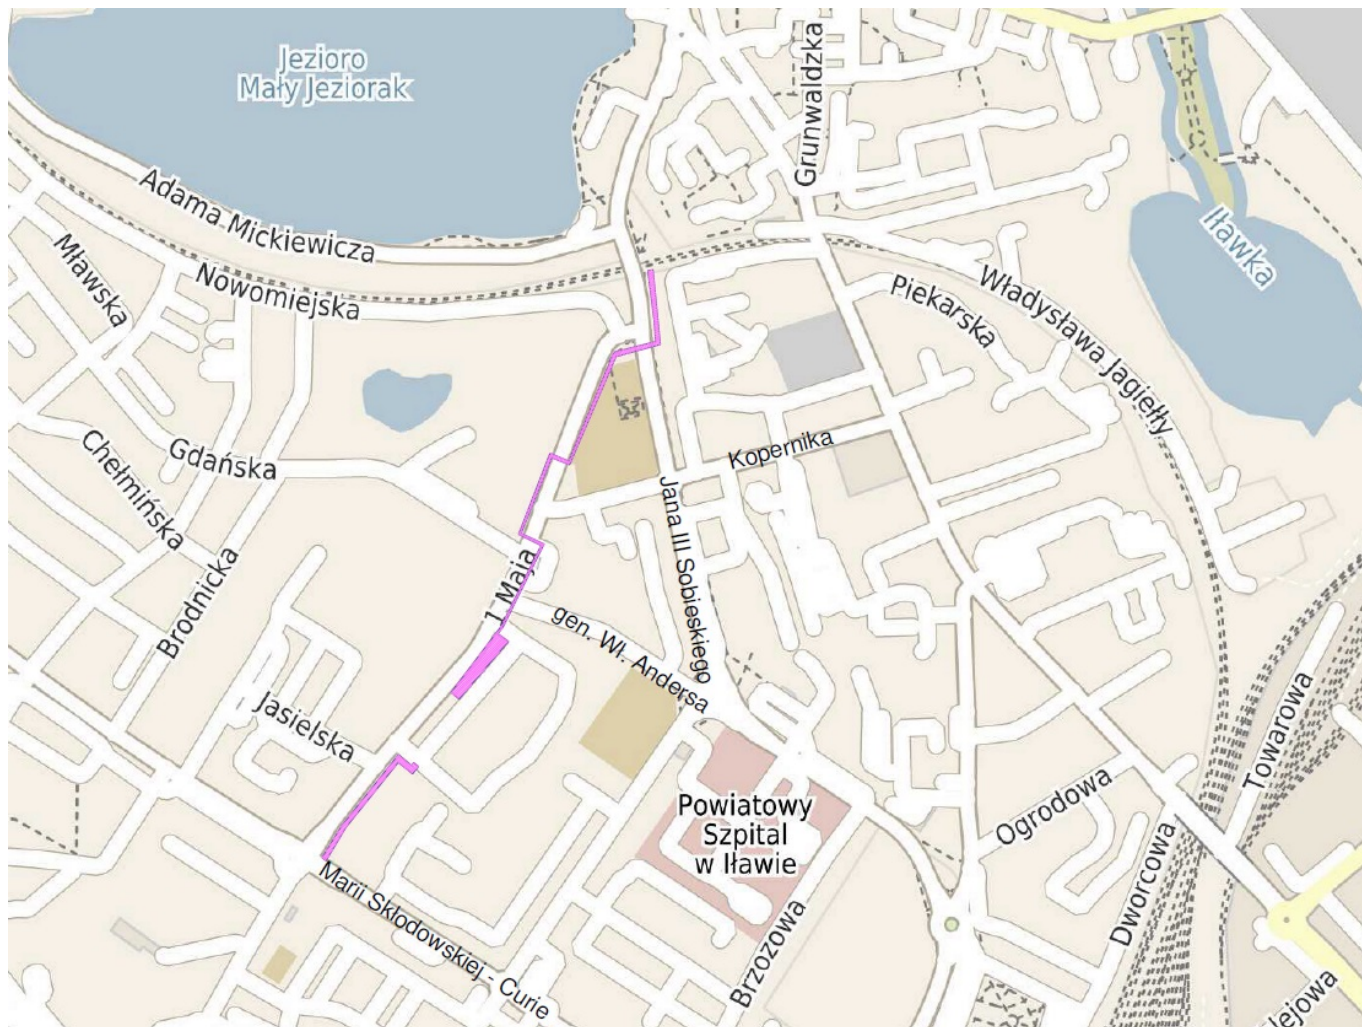 Jezioro
Mały Jeziorak
Grunwaldzka
Adama Mickiewicza
Iławka
Mławska
Nowomiejska
Piekarska
Władysława Jagiełły
Kopernika
Gdańska
Chełmińska
Jana III Sobieskiego
Brodnicka
1 Maja
gen. Wł. Andersa
Jasielska
Towarowa
Powiatowy
Szpital
w Iławie
Ogrodowa
Dworcowa
Marii Skłodowskiej - Curie
Brzozowa